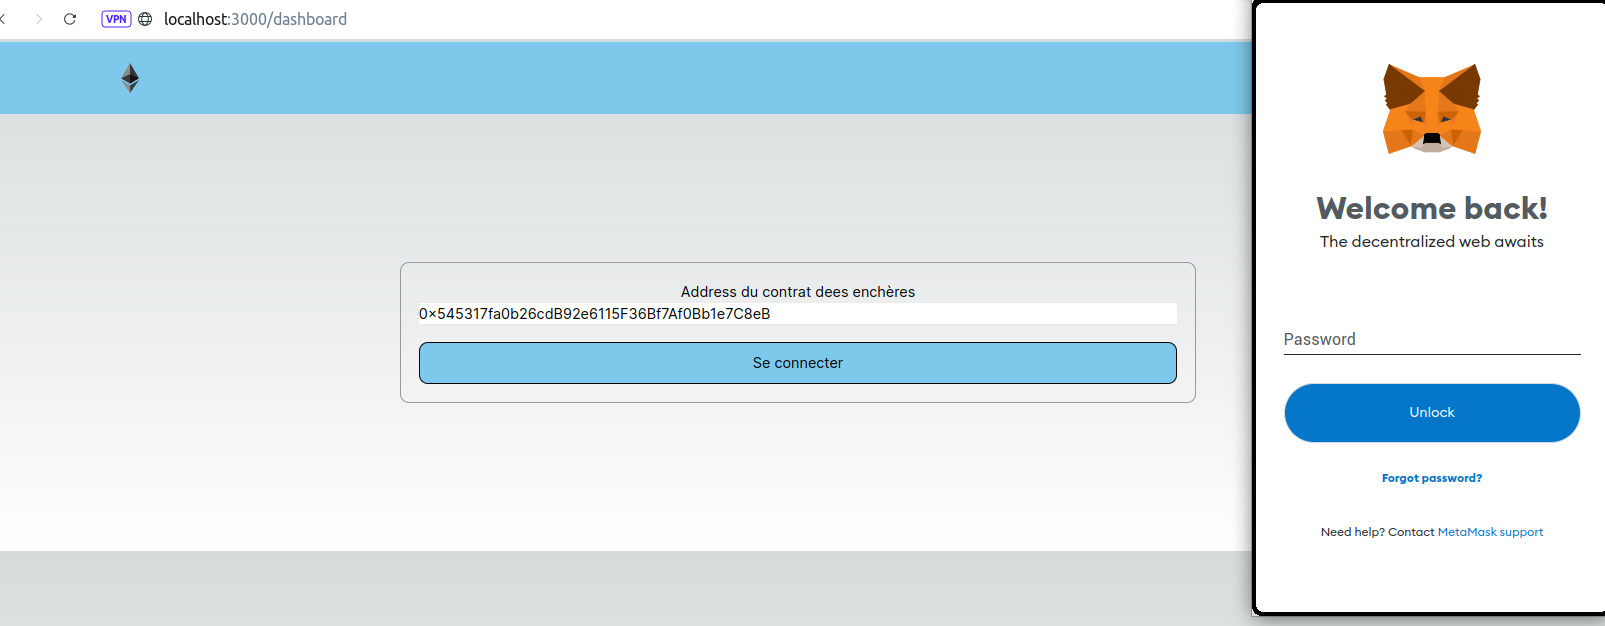 VPN localhost:3000/dashboard
Address du contrat dees enchères
0x545317fa0b26cdB92e6115F36Bf7Af0Bb1e7C8eB
Se connecter
Welcome back!
The decentralized web awaits
Password
Unlock
Forgot password?
Need help? Contact MetaMask support